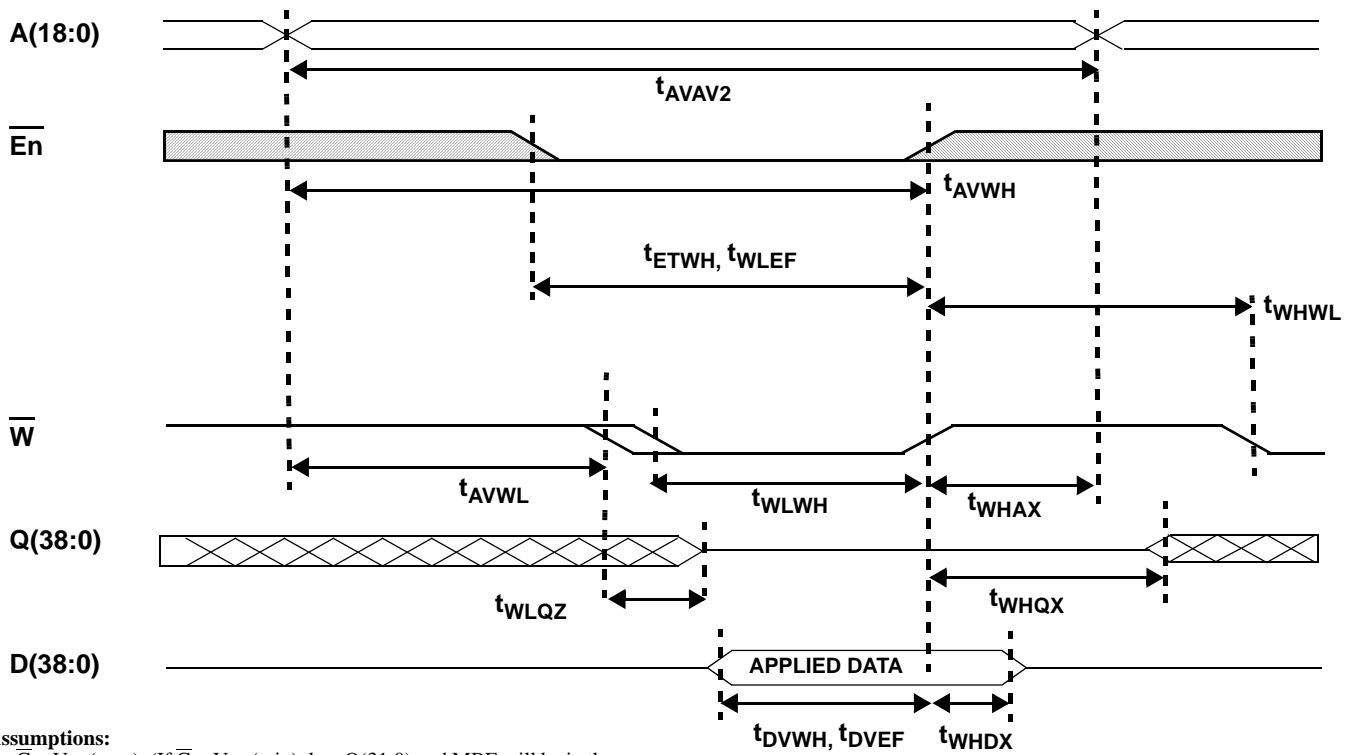 A(18:0)
tAVAV2
En
tAVWH
tETWH, tWLEF
tWHWL
W
tAVWL
tWLWH
tWHAX
Q(38:0)
tWLQZ
tWHQX
D(38:0)
APPLIED DATA
tDVWH, tDVEF
tWHDX
ssumptions: